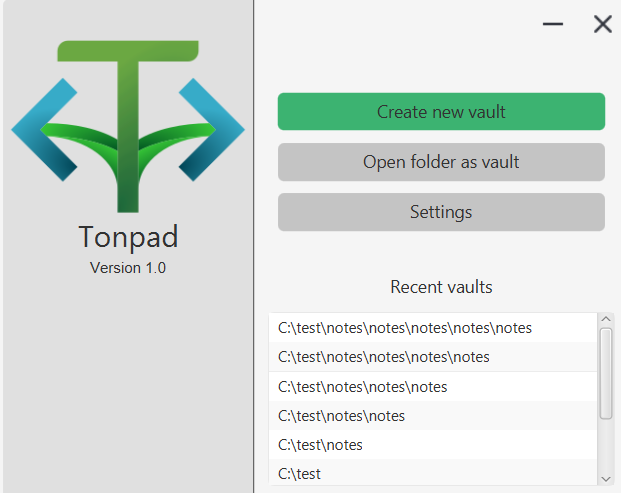 Tonpad
Version 1.0
Create new vault
Open folder as vault
Settings
Recent vaults
C:\test\notes\notes\notes\notes\notes
C:\test\notes\notes\notes\notes
C:\test\notes\notes\notes
C:\test\notes\notes
C:\test\notes
C:\test